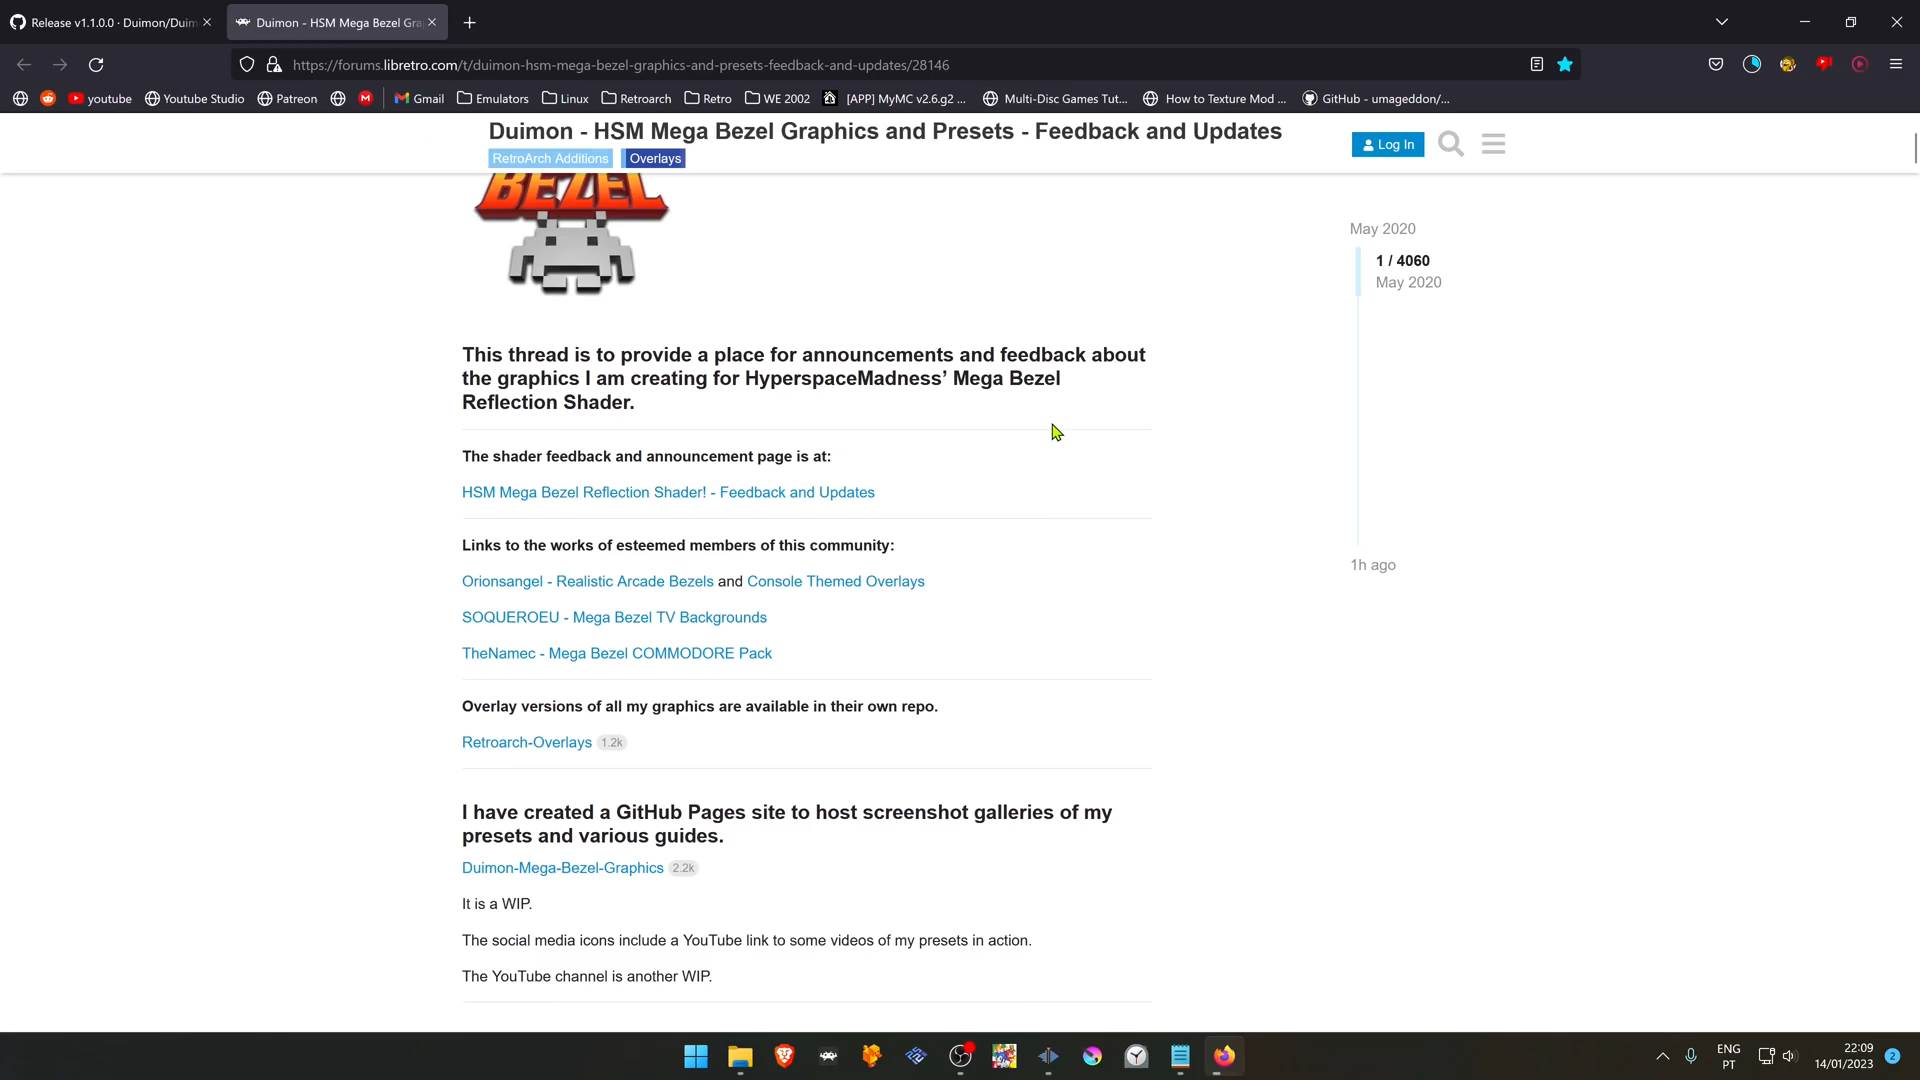 Release v1.1.0.0 · Duimon/Duim
Duimon - HSM Mega Bezel Gra
https://forums.libretro.com/t/duimon-hsm-mega-bezel-graphics-and-presets-feedback-and-updates/28146
youtube
Youtube Studio
Patreon
Gmail
Emulators
Linux
Retroarch
Retro
WE 2002
[APP] MyMC v2.6.g2 ...
Multi-Disc Games Tut...
How to Texture Mod ...
GitHub - umageddon/...
Duimon - HSM Mega Bezel Graphics and Presets - Feedback and Updates
RetroArch Additions
Overlays
Log In
BEZEL
May 2020
1 / 4060
May 2020
1h ago
This thread is to provide a place for announcements and feedback about
the graphics I am creating for HyperspaceMadness’ Mega Bezel
Reflection Shader.
The shader feedback and announcement page is at:
HSM Mega Bezel Reflection Shader! - Feedback and Updates
Links to the works of esteemed members of this community:
Orionsangel - Realistic Arcade Bezels and Console Themed Overlays
SOQUEROEU - Mega Bezel TV Backgrounds
TheNamec - Mega Bezel COMMODORE Pack
Overlay versions of all my graphics are available in their own repo.
Retroarch-Overlays 1.2k
I have created a GitHub Pages site to host screenshot galleries of my
presets and various guides.
Duimon-Mega-Bezel-Graphics 2.2k
It is a WIP.
The social media icons include a YouTube link to some videos of my presets in action.
The YouTube channel is another WIP.
ENG
PT
22:09
14/01/2023
2